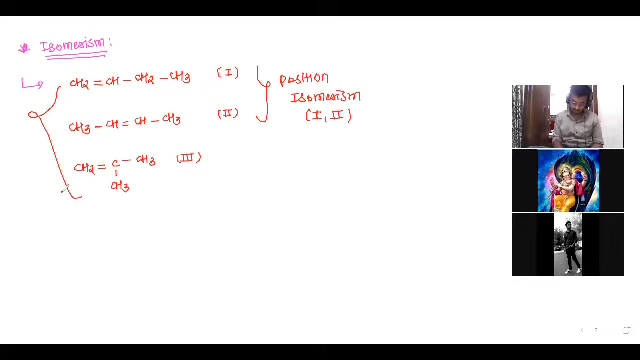 * Isomerism:
CH2 = CH - CH2 - CH3 (I)
CH3 - CH = CH - CH3 (II)
CH2 = C - CH3 (III)
CH3
Position
Isomerism
(I, II)